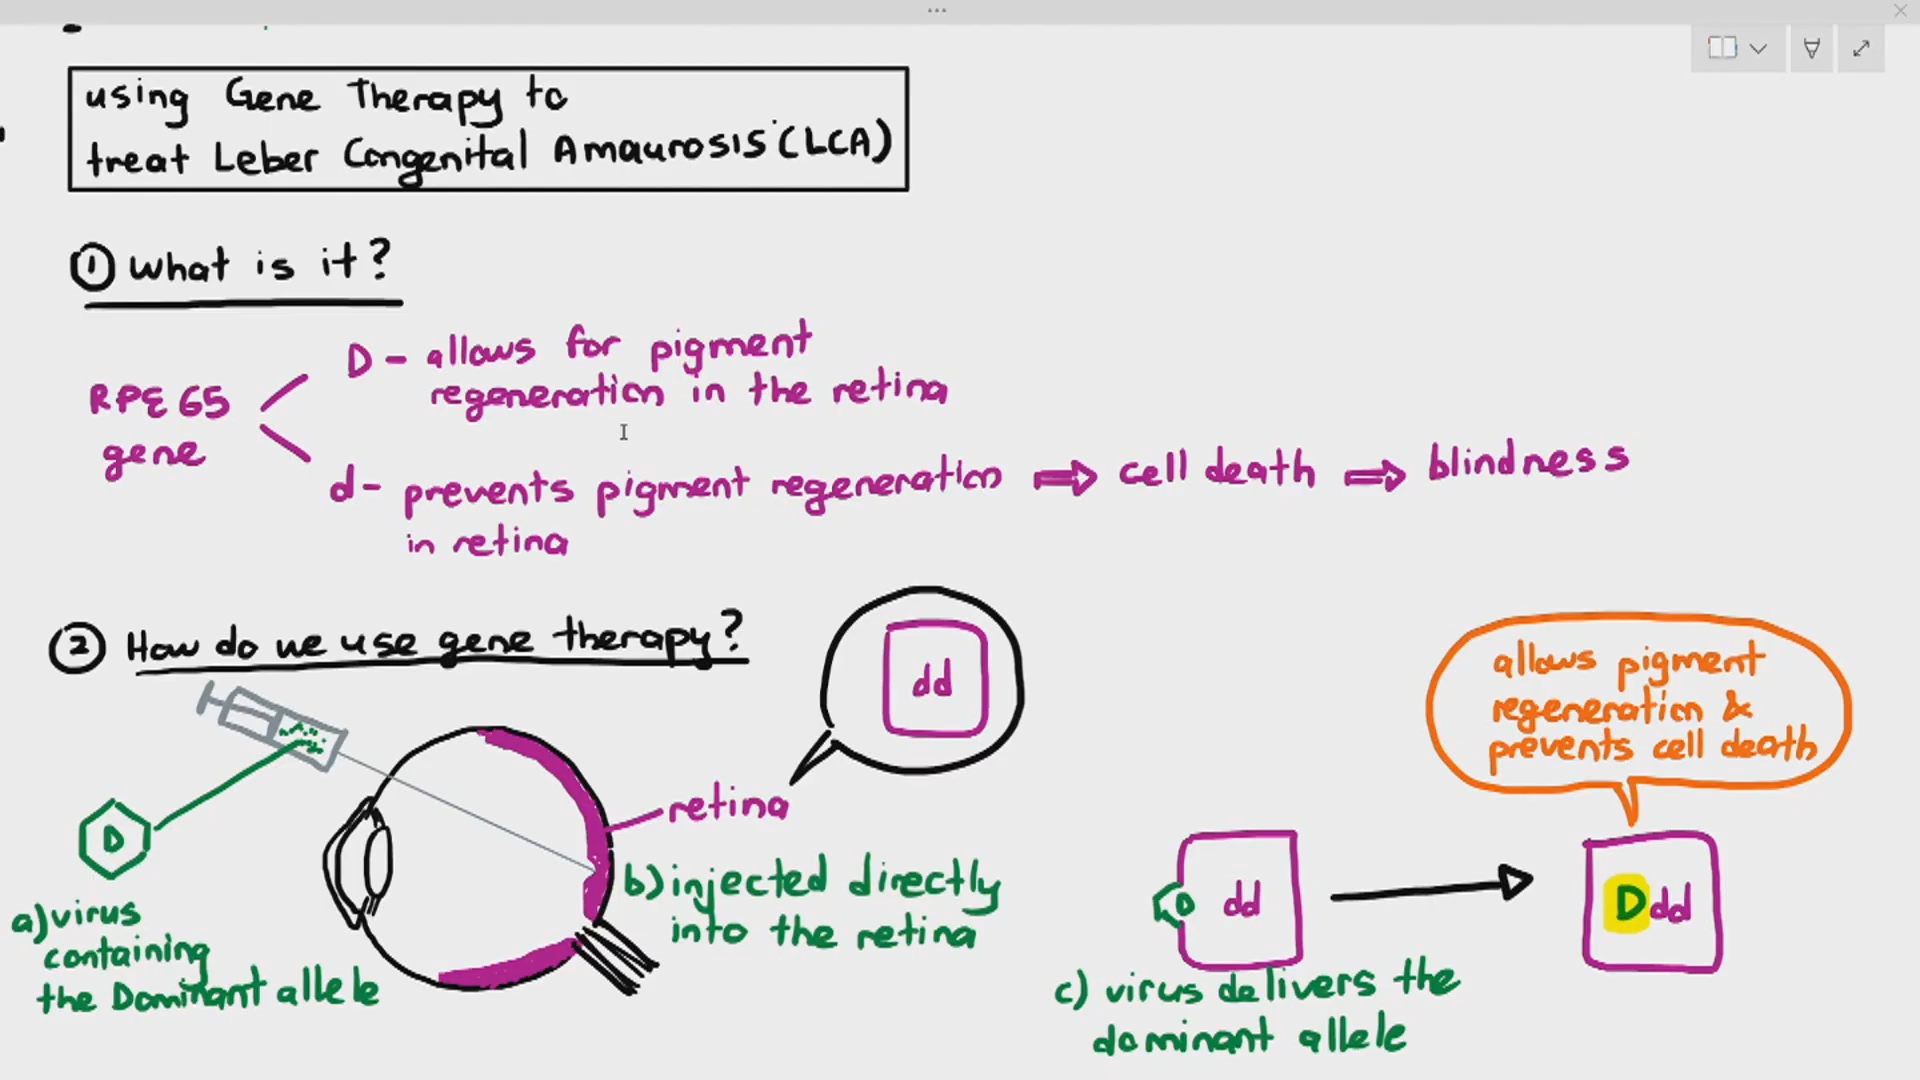 using Gene Therapy to
treat Leber Congenital Amaurosis (LCA)
① What is it?
RPE65
gene
D - allows for pigment
regeneration in the retina
d - prevents pigment regeneration ⇒ cell death ⇒ blindness
in retina
② How do we use gene therapy?
dd
allows pigment
regeneration &
prevents cell death
retina
D
a) virus
containing
the Dominant allele
b) injected directly
into the retina
D dd
c) virus delivers the
dominant allele
Ddd